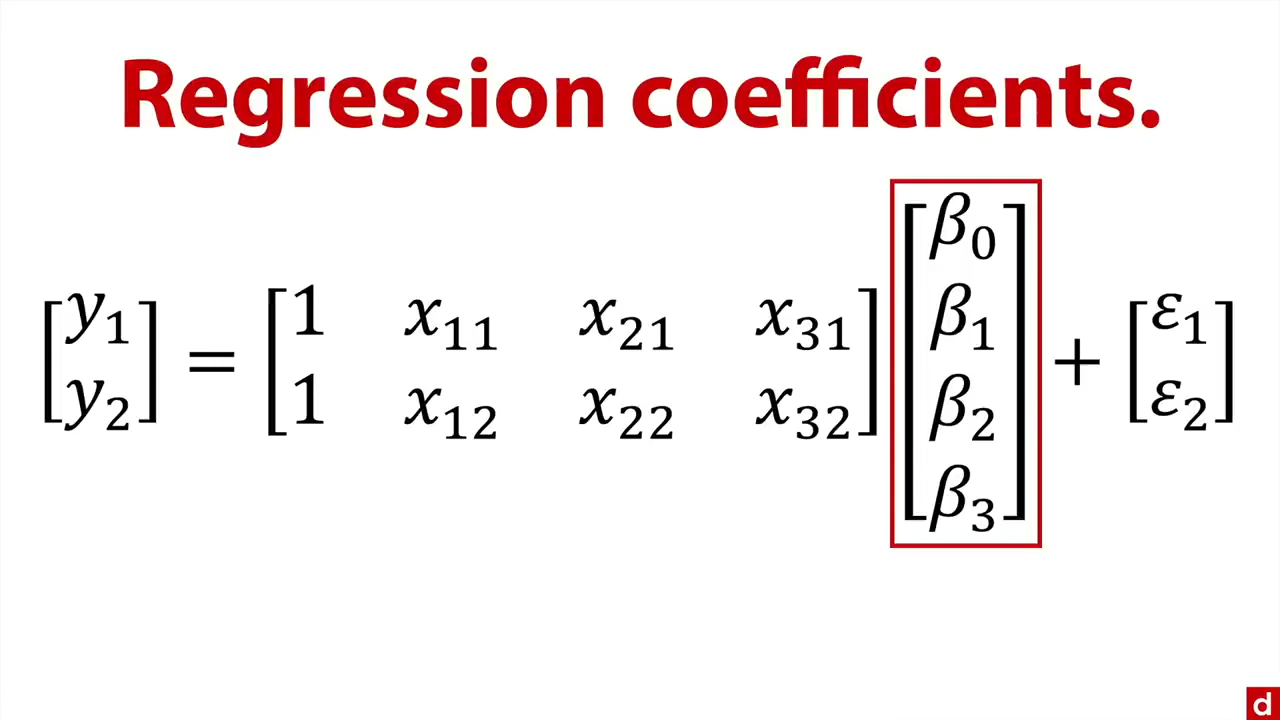 Regression coefficients.
[y₁ y₂] = [1 x₁₁ x₂₁ x₃₁; 1 x₁₂ x₂₂ x₃₂] [β₀ β₁ β₂ β₃] + [ε₁ ε₂]
d